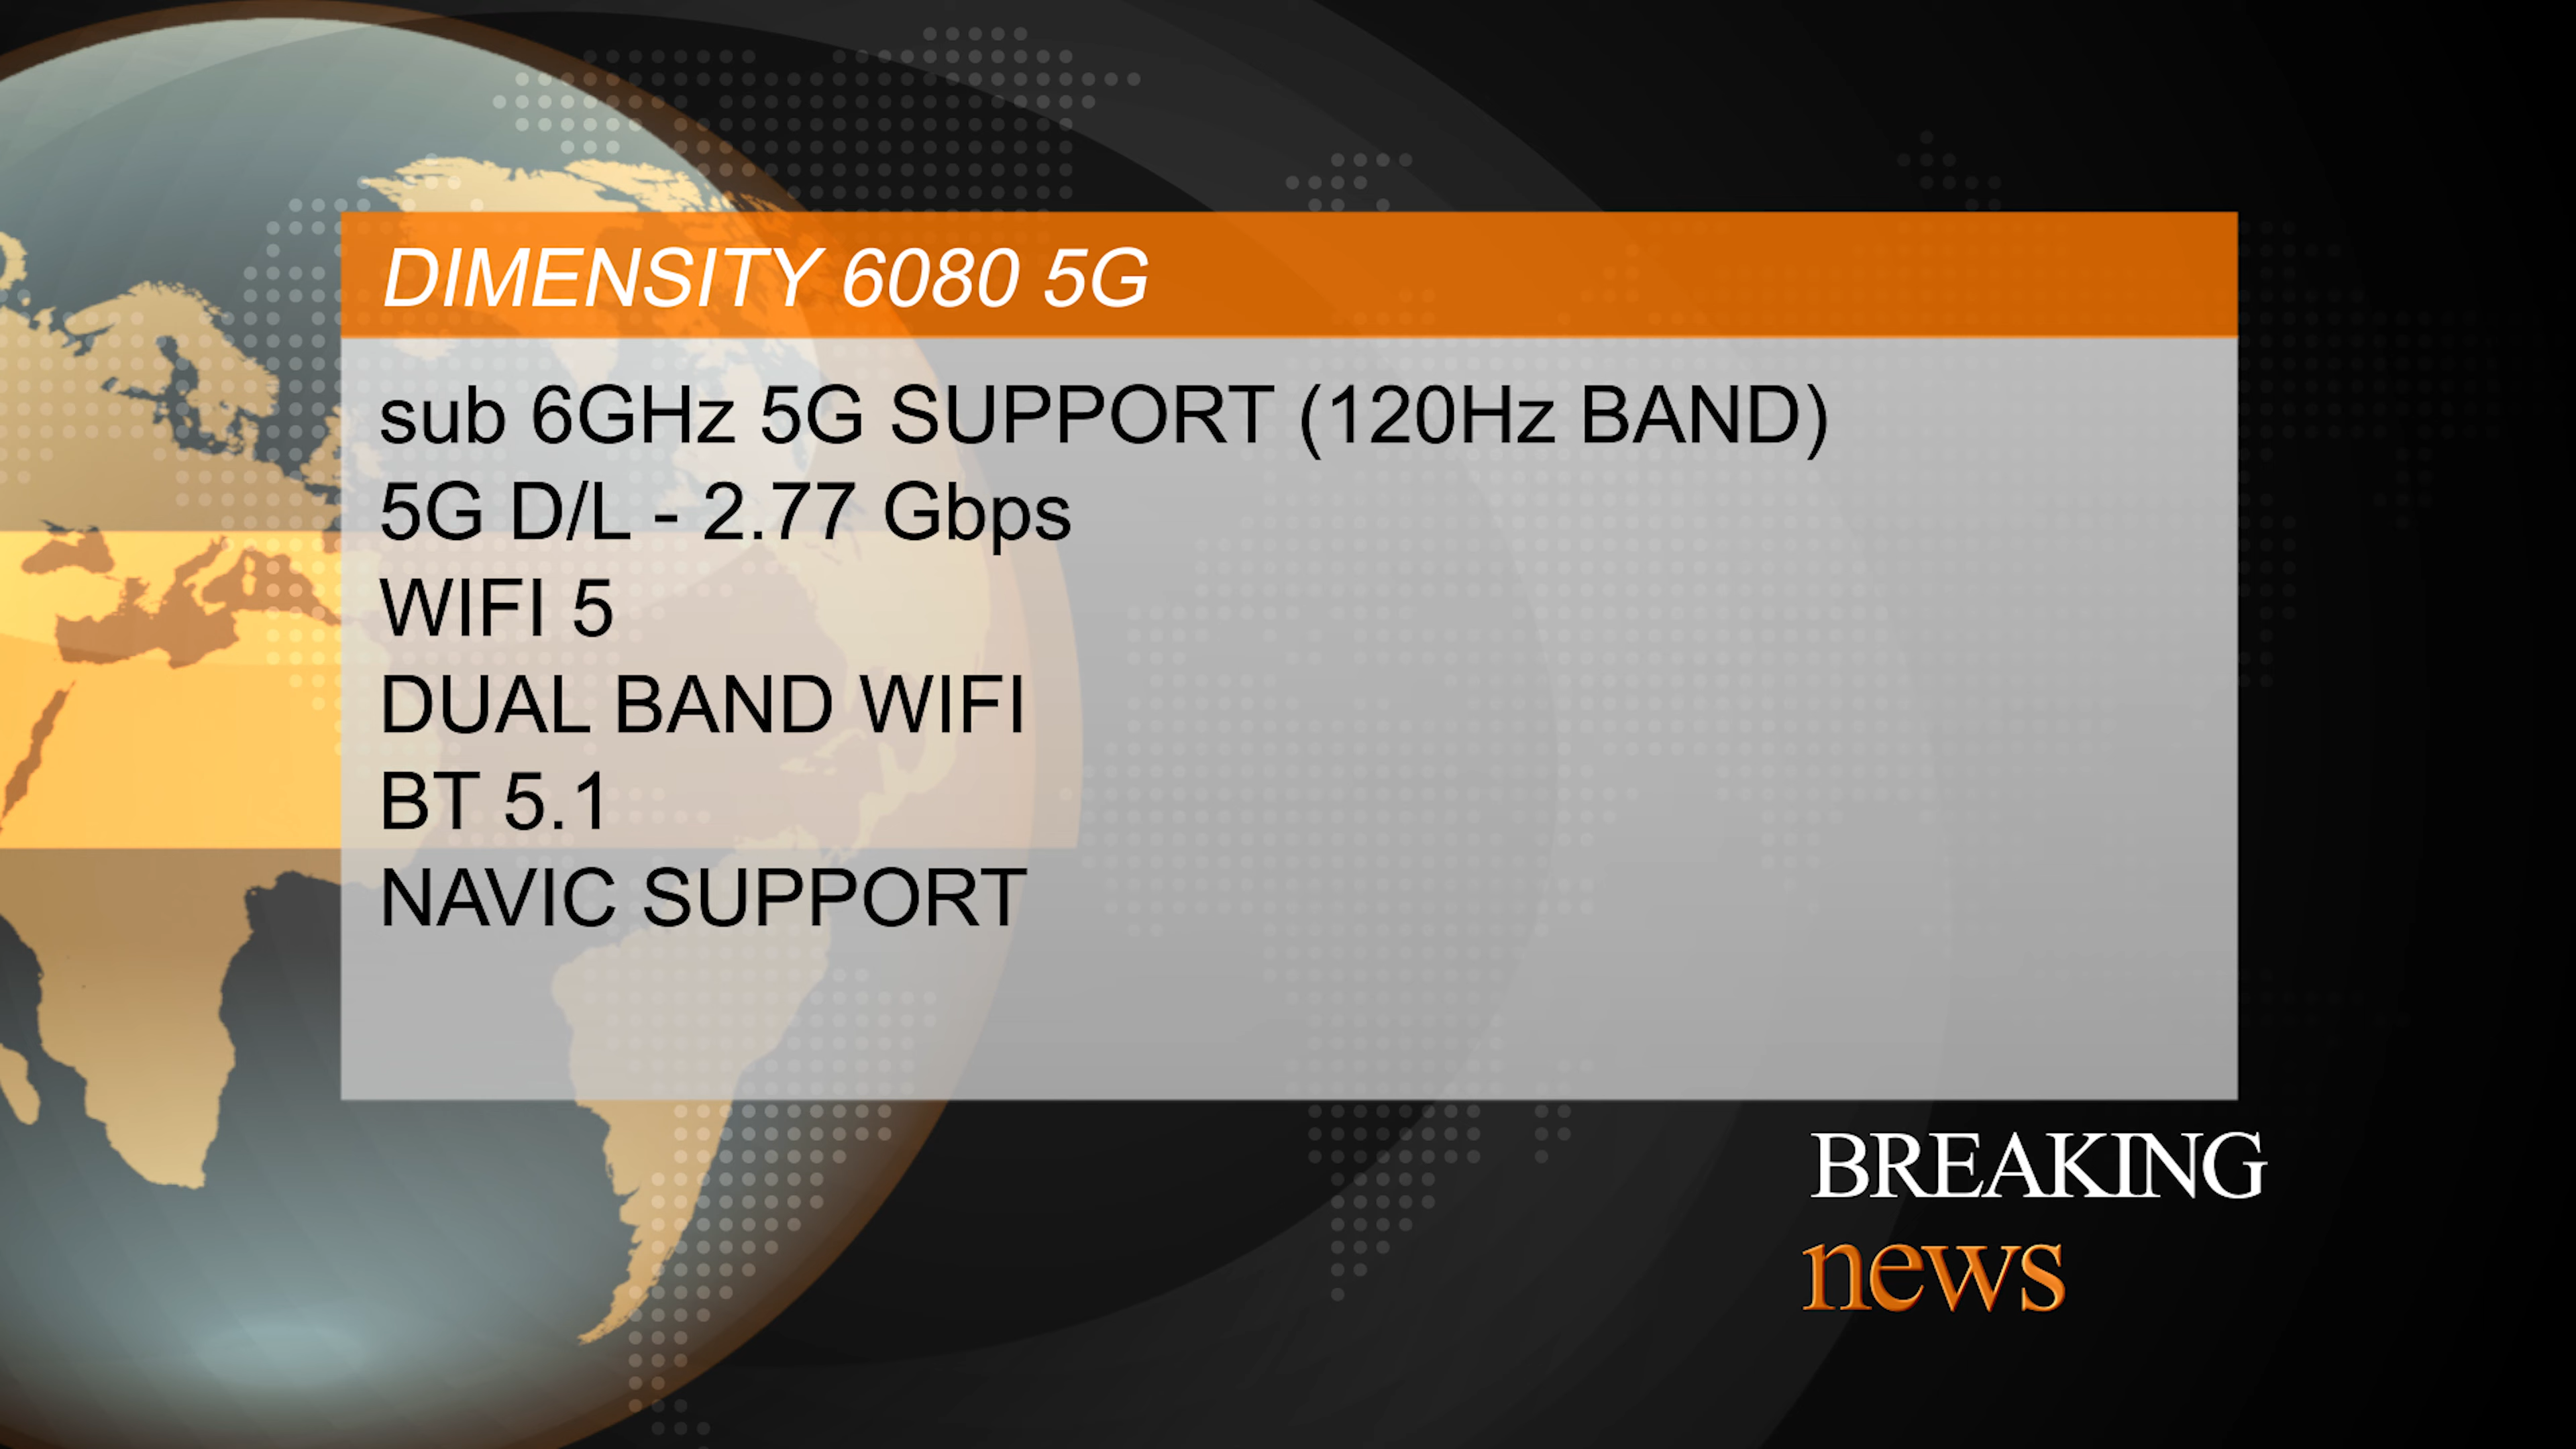 DIMENSITY 6080 5G
sub 6GHz 5G SUPPORT (120Hz BAND)
5G D/L - 2.77 Gbps
WIFI 5
DUAL BAND WIFI
BT 5.1
NAVIC SUPPORT
BREAKING
news